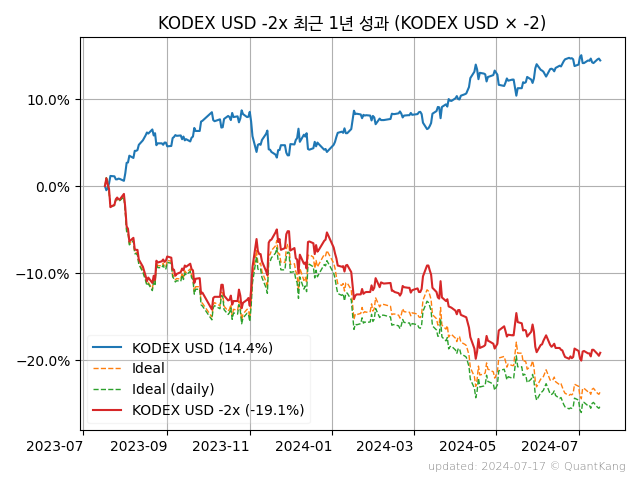 KODEX USD -2x 최근 1년 성과 (KODEX USD × -2)
10.0%
0.0%
−10.0%
−20.0%
KODEX USD (14.4%)
Ideal
Ideal (daily)
KODEX USD -2x (-19.1%)
2023-07 2023-09 2023-11 2024-01 2024-03 2024-05 2024-07
updated: 2024-07-17 © QuantKang